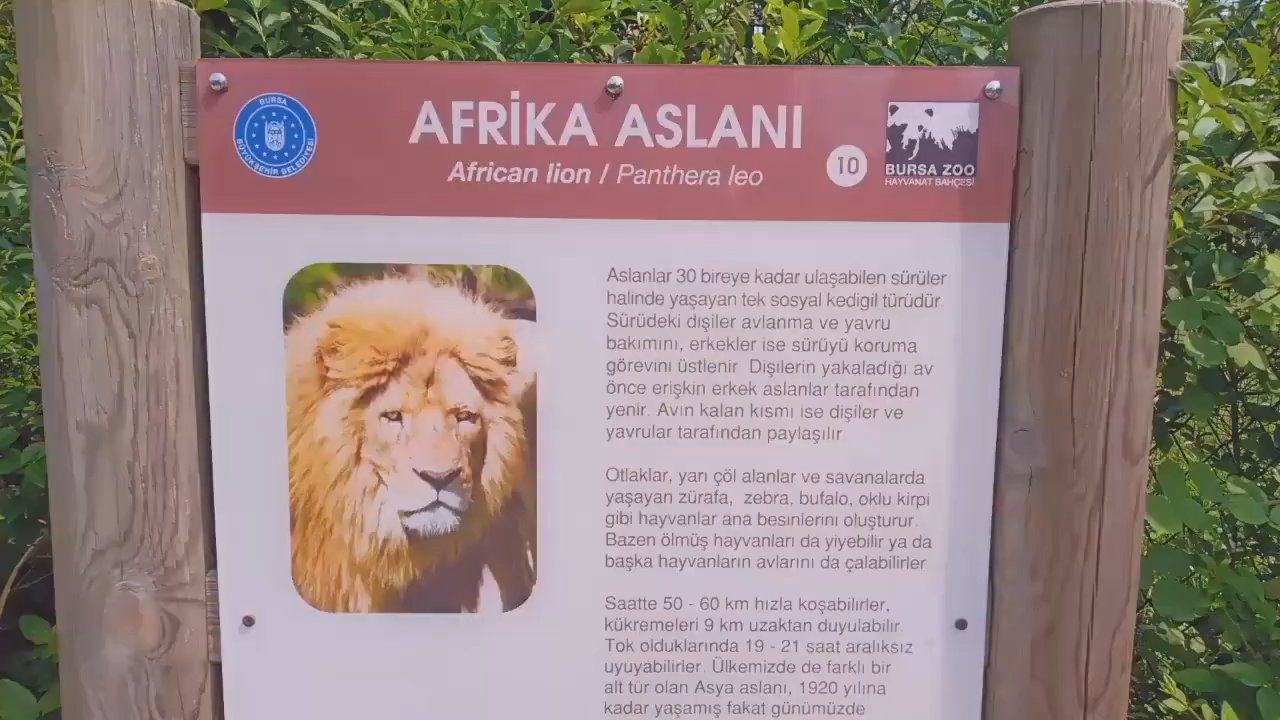 BURSA
BÜYÜKŞEHİR BELEDİYESİ
AFRİKA ASLANI
African lion / Panthera leo
10
BURSA ZOO
HAYVANAT BAHÇESİ
Aslanlar 30 bireye kadar ulaşabilen sürüler
halinde yaşayan tek sosyal kedigil türüdür.
Sürüdeki dişiler avlanma ve yavru
bakımını, erkekler ise sürüyü koruma
görevini üstlenir. Dişilerin yakaladığı av
önce erişkin erkek aslanlar tarafından
yenir. Avın kalan kısmı ise dişiler ve
yavrular tarafından paylaşılır.
Otlaklar, yarı çöl alanlar ve savanalarda
yaşayan zürafa, zebra, bufalo, oklu kirpi
gibi hayvanlar ana besinlerini oluşturur.
Bazen ölmüş hayvanları da yiyebilir ya da
başka hayvanların avlarını da çalabilirler.
Saatte 50 - 60 km hızla koşabilirler,
kükremeleri 9 km uzaktan duyulabilir.
Tok olduklarında 19 - 21 saat aralıksız
uyuyabilirler. Ülkemizde de farklı bir
alt tür olan Asya aslanı, 1920 yılına
kadar yaşamış fakat günümüzde